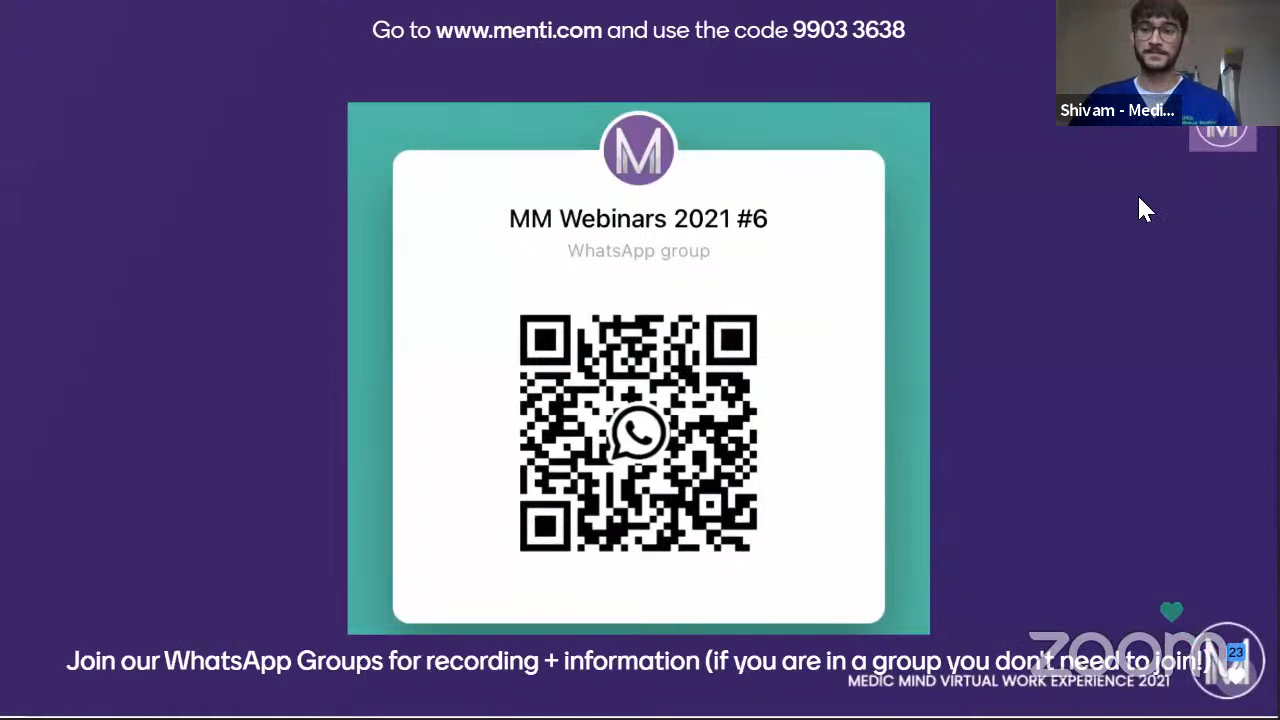 Go to www.menti.com and use the code 9903 3638
Shivam - Medi...
M
M
MM Webinars 2021 #6
WhatsApp group
Join our WhatsApp Groups for recording + information (if you are in a group you don't need to join!)
zoom
23
M
MEDIC MIND VIRTUAL WORK EXPERIENCE 2021